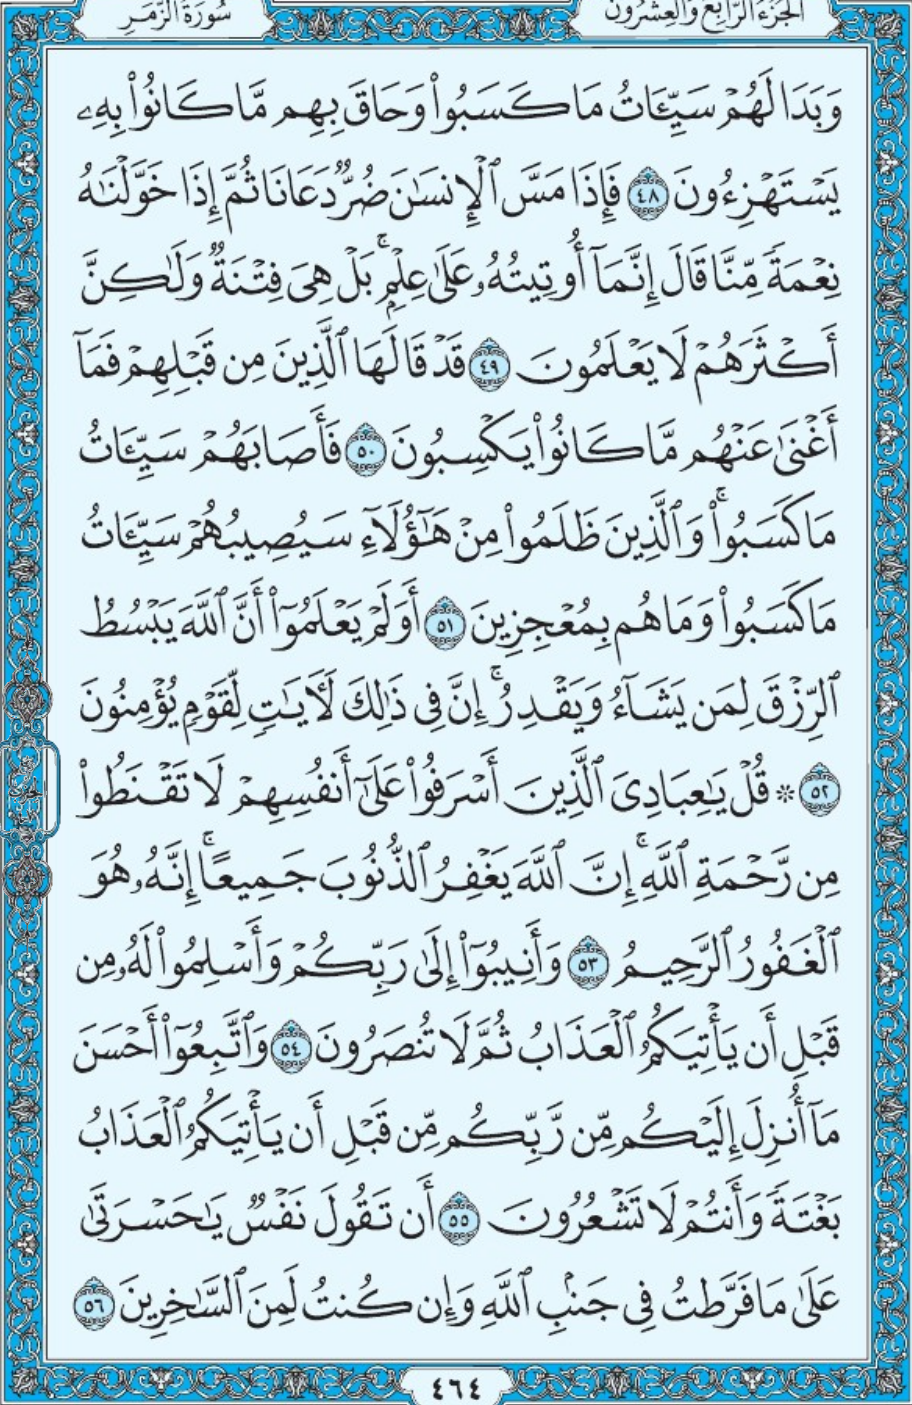 الجزء الرابع والعشرون
سورة الزمر
وَبَدَا لَهُمْ سَيِّـَٔاتُ مَا كَسَبُوا۟ وَحَاقَ بِهِم مَّا كَانُوا۟ بِهِۦ
يَسْتَهْزِءُونَ ٤٨ فَإِذَا مَسَّ ٱلْإِنسَٰنَ ضُرٌّ دَعَانَا ثُمَّ إِذَا خَوَّلْنَٰهُ
نِعْمَةً مِّنَّا قَالَ إِنَّمَآ أُوتِيتُهُۥ عَلَىٰ عِلْمٍۭ ۚ بَلْ هِىَ فِتْنَةٌ وَلَٰكِنَّ
أَكْثَرَهُمْ لَا يَعْلَمُونَ ٤٩ قَدْ قَالَهَا ٱلَّذِينَ مِن قَبْلِهِمْ فَمَآ
أَغْنَىٰ عَنْهُم مَّا كَانُوا۟ يَكْسِبُونَ ٥٠ فَأَصَابَهُمْ سَيِّـَٔاتُ
مَا كَسَبُوا۟ ۚ وَٱلَّذِينَ ظَلَمُوا۟ مِنْ هَٰٓؤُلَآءِ سَيُصِيبُهُمْ سَيِّـَٔاتُ
مَا كَسَبُوا۟ وَمَا هُم بِمُعْجِزِينَ ٥١ أَوَلَمْ يَعْلَمُوٓا۟ أَنَّ ٱللَّهَ يَبْسُطُ
ٱلرِّزْقَ لِمَن يَشَآءُ وَيَقْدِرُ ۚ إِنَّ فِى ذَٰلِكَ لَـَٔايَٰتٍ لِّقَوْمٍ يُؤْمِنُونَ
٥٢ ۞ قُلْ يَٰعِبَادِىَ ٱلَّذِينَ أَسْرَفُوا۟ عَلَىٰٓ أَنفُسِهِمْ لَا تَقْنَطُوا۟
مِن رَّحْمَةِ ٱللَّهِ ۚ إِنَّ ٱللَّهَ يَغْفِرُ ٱلذُّنُوبَ جَمِيعًا ۚ إِنَّهُۥ هُوَ
ٱلْغَفُورُ ٱلرَّحِيمُ ٥٣ وَأَنِيبُوٓا۟ إِلَىٰ رَبِّكُمْ وَأَسْلِمُوا۟ لَهُۥ مِن
قَبْلِ أَن يَأْتِيَكُمُ ٱلْعَذَابُ ثُمَّ لَا تُنصَرُونَ ٥٤ وَٱتَّبِعُوٓا۟ أَحْسَنَ
مَآ أُنزِلَ إِلَيْكُم مِّن رَّبِّكُم مِّن قَبْلِ أَن يَأْتِيَكُمُ ٱلْعَذَابُ
بَغْتَةً وَأَنتُمْ لَا تَشْعُرُونَ ٥٥ أَن تَقُولَ نَفْسٌ يَٰحَسْرَتَىٰ
عَلَىٰ مَا فَرَّطتُ فِى جَنۢبِ ٱللَّهِ وَإِن كُنتُ لَمِنَ ٱلسَّٰخِرِينَ ٥٦
٤٦٤